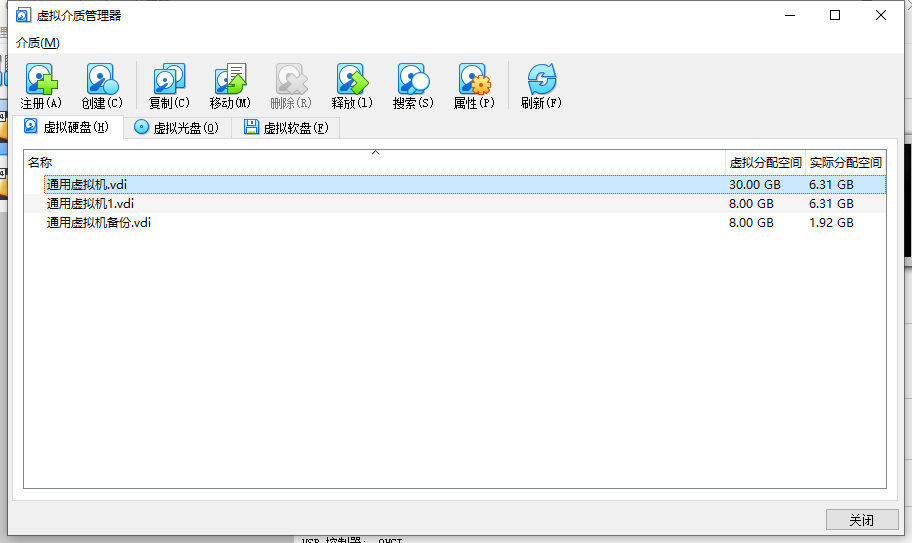 虚拟介质管理器
介质(M)
注册(A) 创建(C) 复制(C) 移动(M) 删除(R) 释放(l) 搜索(S) 属性(P) 刷新(F)
虚拟硬盘(H) 虚拟光盘(O) 虚拟软盘(F)
名称 虚拟分配空间 实际分配空间
通用虚拟机.vdi 30.00 GB 6.31 GB
通用虚拟机1.vdi 8.00 GB 6.31 GB
通用虚拟机备份.vdi 8.00 GB 1.92 GB
关闭